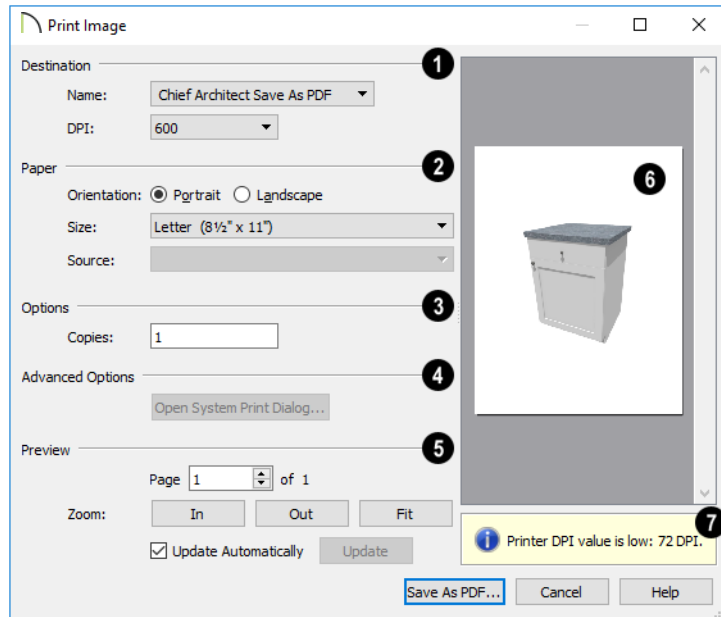 Print Image
Destination
1
Name: Chief Architect Save As PDF
DPI: 600
Paper
2
Orientation: Portrait Landscape
Size: Letter (8½" x 11")
Source:
Options
3
Copies: 1
Advanced Options
4
Open System Print Dialog...
Preview
5
Page 1 of 1
Zoom: In Out Fit
Update Automatically Update
6
7
Printer DPI value is low: 72 DPI.
Save As PDF... Cancel Help